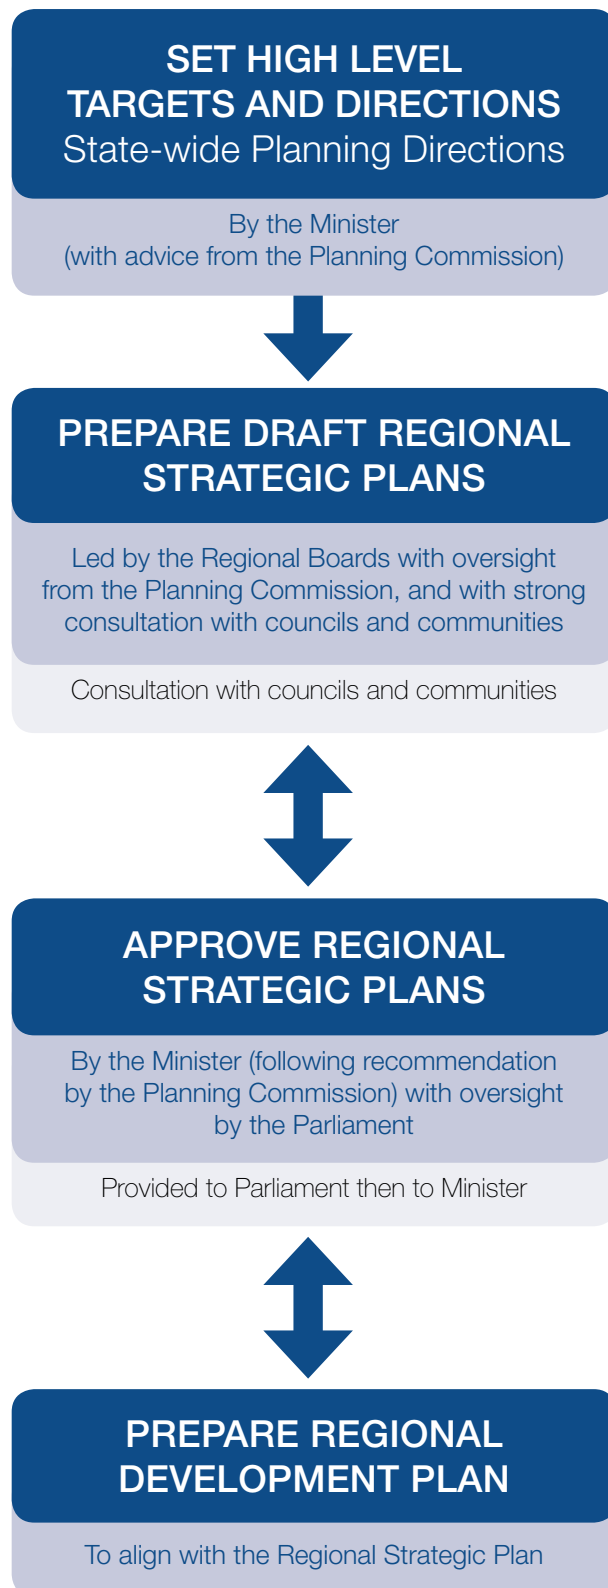 SET HIGH LEVEL
TARGETS AND DIRECTIONS
State-wide Planning Directions
By the Minister
(with advice from the Planning Commission)
PREPARE DRAFT REGIONAL
STRATEGIC PLANS
Led by the Regional Boards with oversight
from the Planning Commission, and with strong
consultation with councils and communities
Consultation with councils and communities
APPROVE REGIONAL
STRATEGIC PLANS
By the Minister (following recommendation
by the Planning Commission) with oversight
by the Parliament
Provided to Parliament then to Minister
PREPARE REGIONAL
DEVELOPMENT PLAN
To align with the Regional Strategic Plan